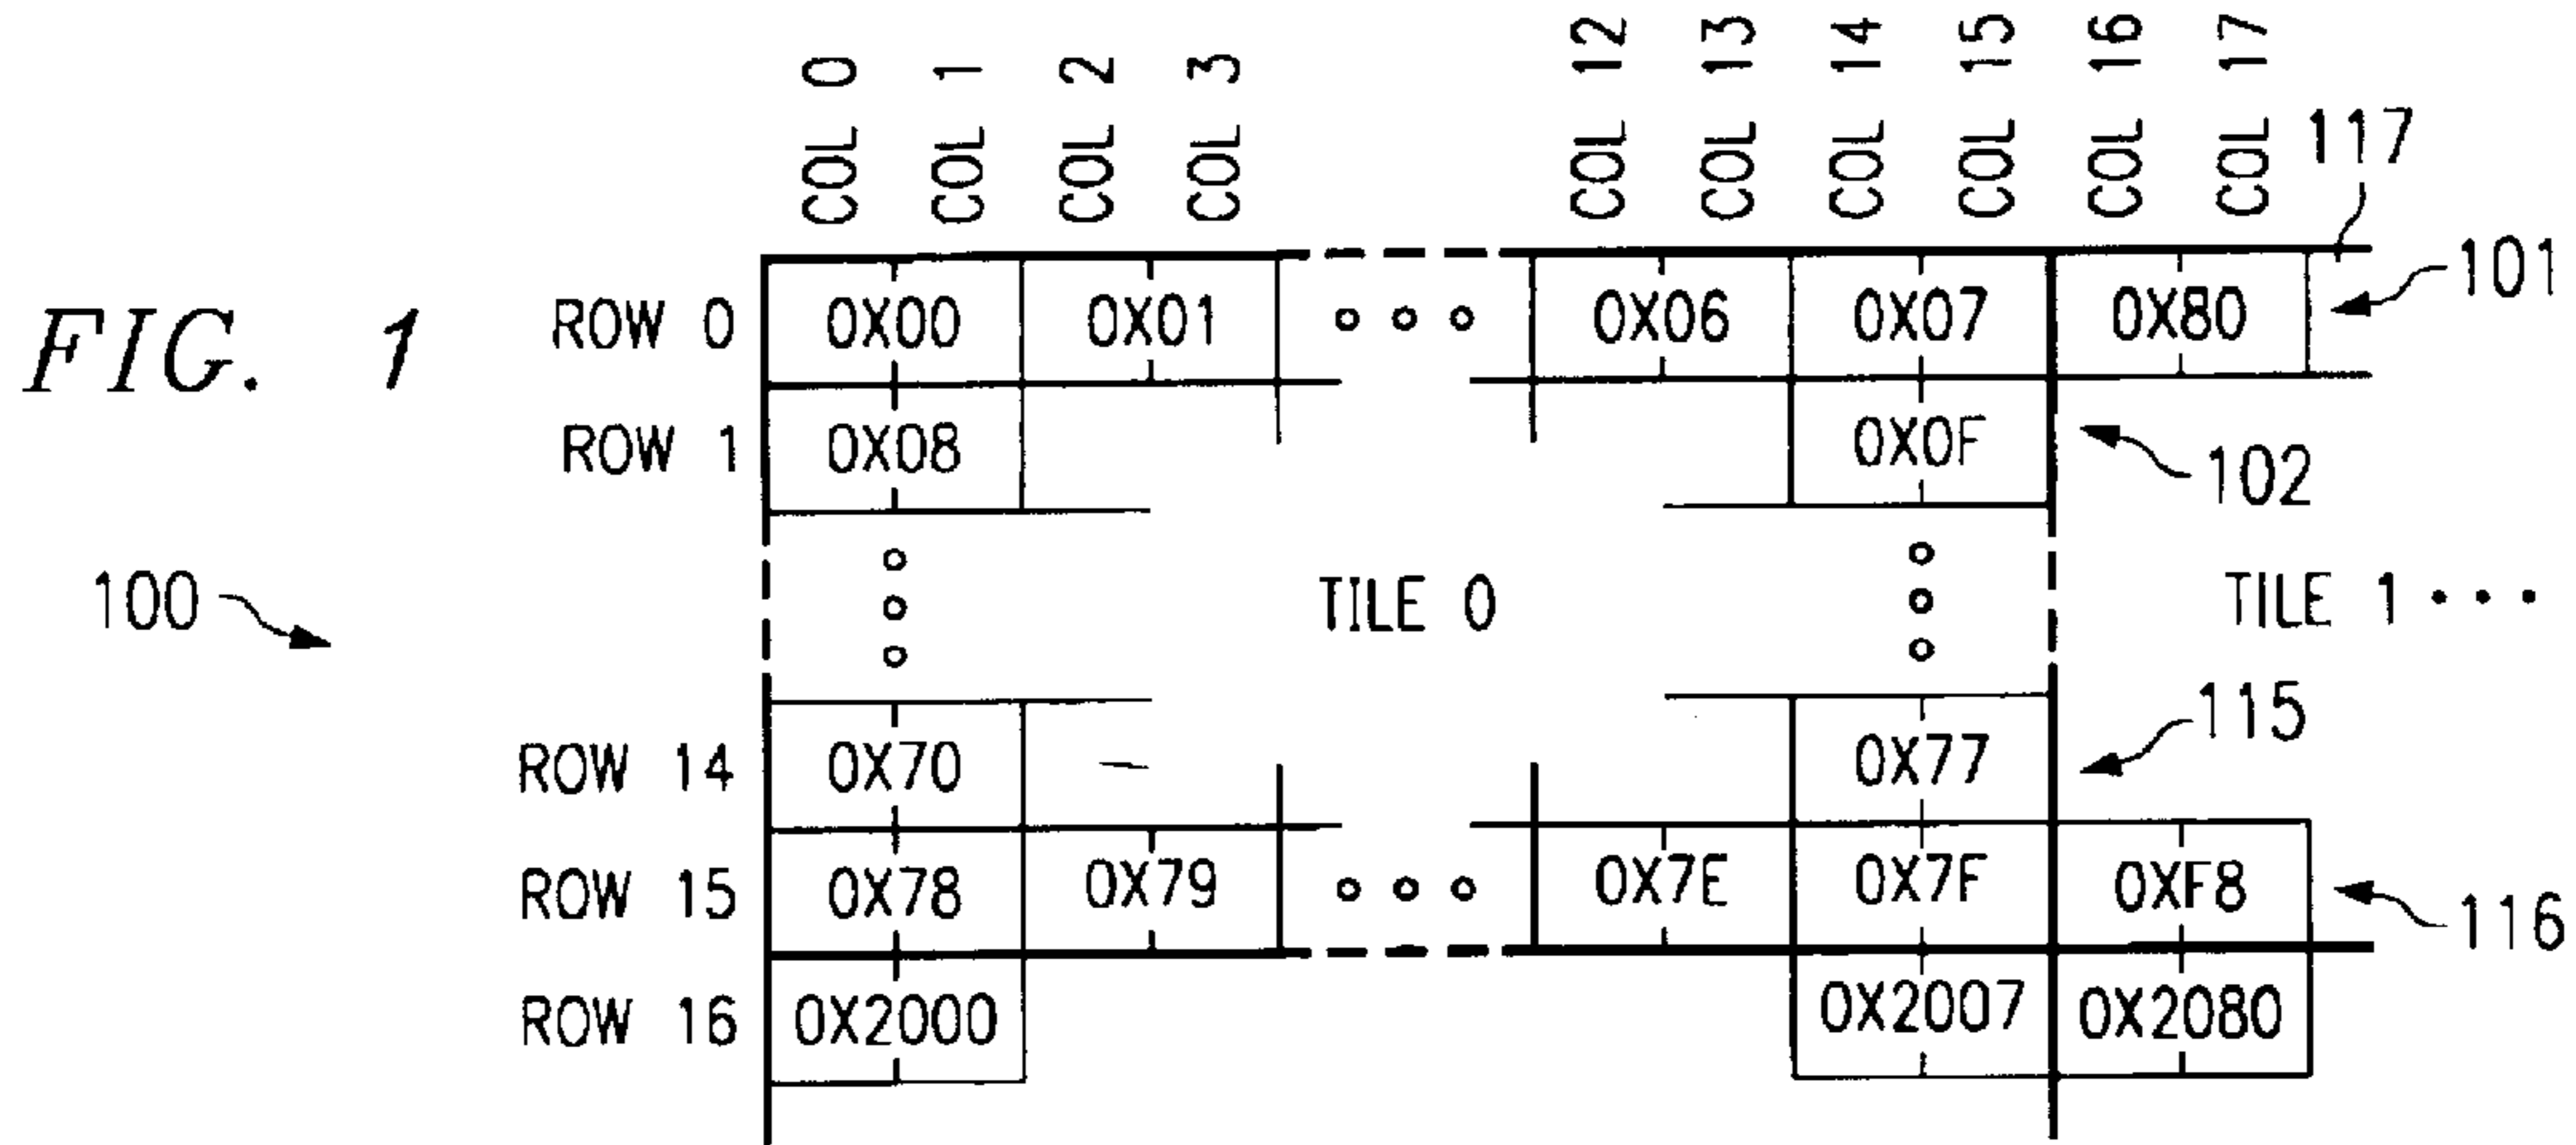 COL 0 COL 1 COL 2 COL 3 COL 12 COL 13 COL 14 COL 15 COL 16 COL 17
117
FIG. 1
ROW 0 0X00 0X01 0X06 0X07 0X80 101
ROW 1 0X08 0X0F 102
100 TILE 0 TILE 1 • • •
ROW 14 0X70 0X77 115
ROW 15 0X78 0X79 0X7E 0X7F 0XF8 116
ROW 16 0X2000 0X2007 0X2080